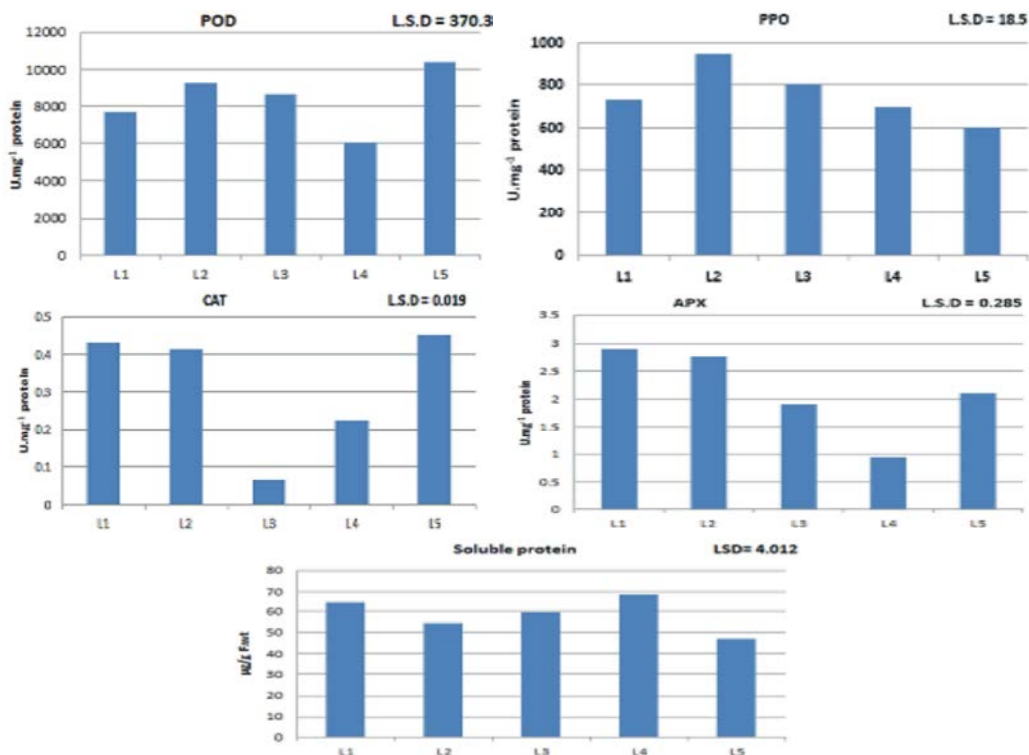 POD L.S.D = 370.3
U.mg⁻¹ protein
12000
10000
8000
6000
4000
2000
0
L1 L2 L3 L4 L5
PPO L.S.D = 18.5
U.mg⁻¹ protein
1000
800
600
400
200
0
L1 L2 L3 L4 L5
CAT L.S.D = 0.019
U.mg⁻¹ protein
0.5
0.4
0.3
0.2
0.1
0
L1 L2 L3 L4 L5
APX L.S.D = 0.285
U.mg⁻¹ protein
3.5
3
2.5
2
1.5
1
0.5
0
L1 L2 L3 L4 L5
Soluble protein LSD= 4.012
µg/g F.wt
80
70
60
50
40
30
20
10
0
L1 L2 L3 L4 L5